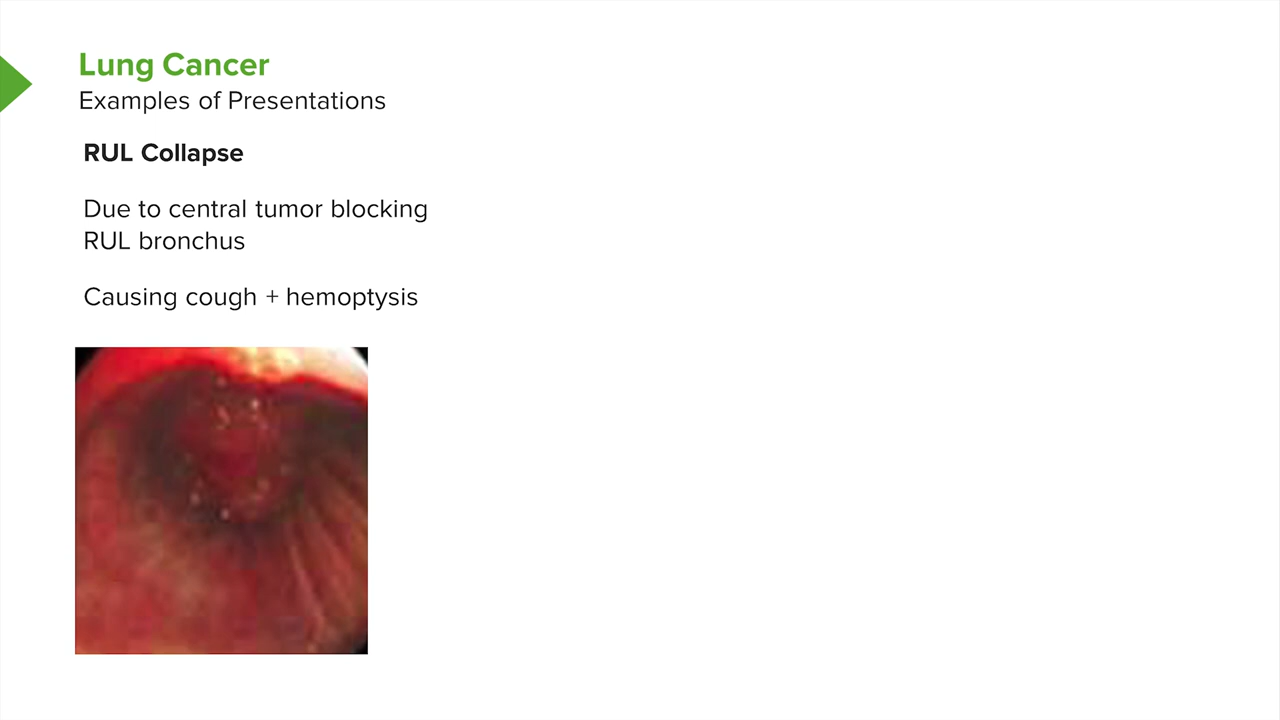 Lung Cancer
Examples of Presentations
RUL Collapse
Due to central tumor blocking
RUL bronchus
Causing cough + hemoptysis